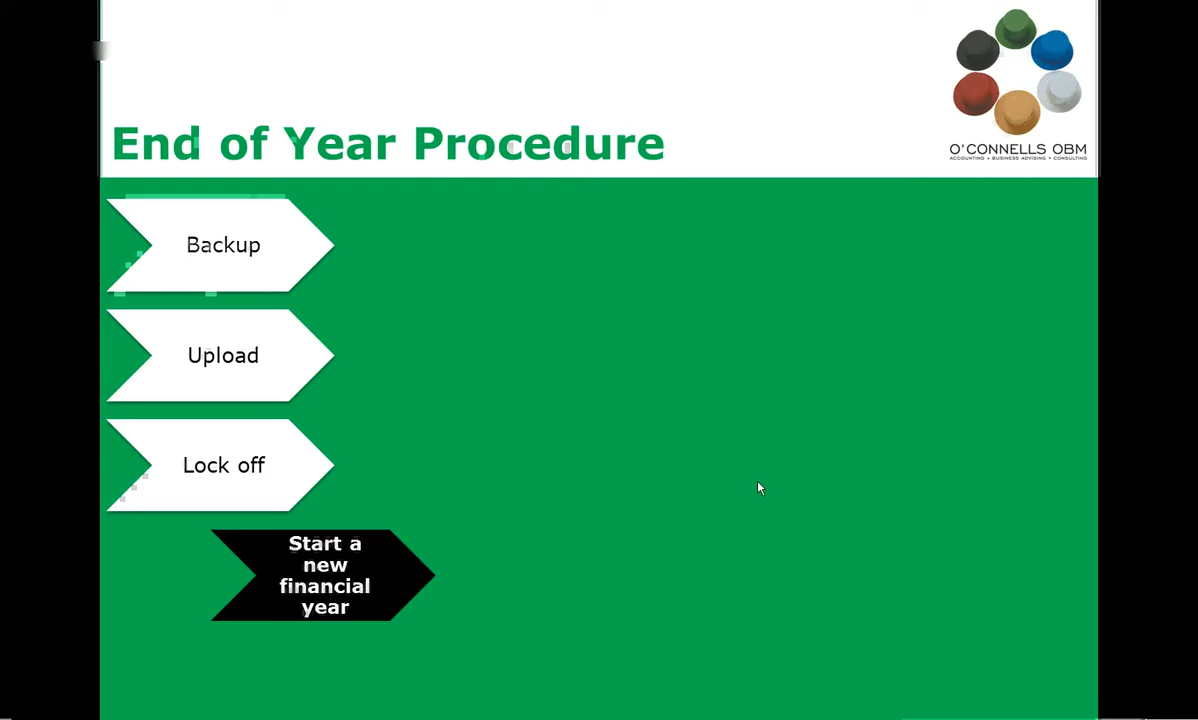 End of Year Procedure
O'CONNELLS OBM
ACCOUNTING • BUSINESS ADVISING • CONSULTING
Backup
Upload
Lock off
Start a
new
financial
year